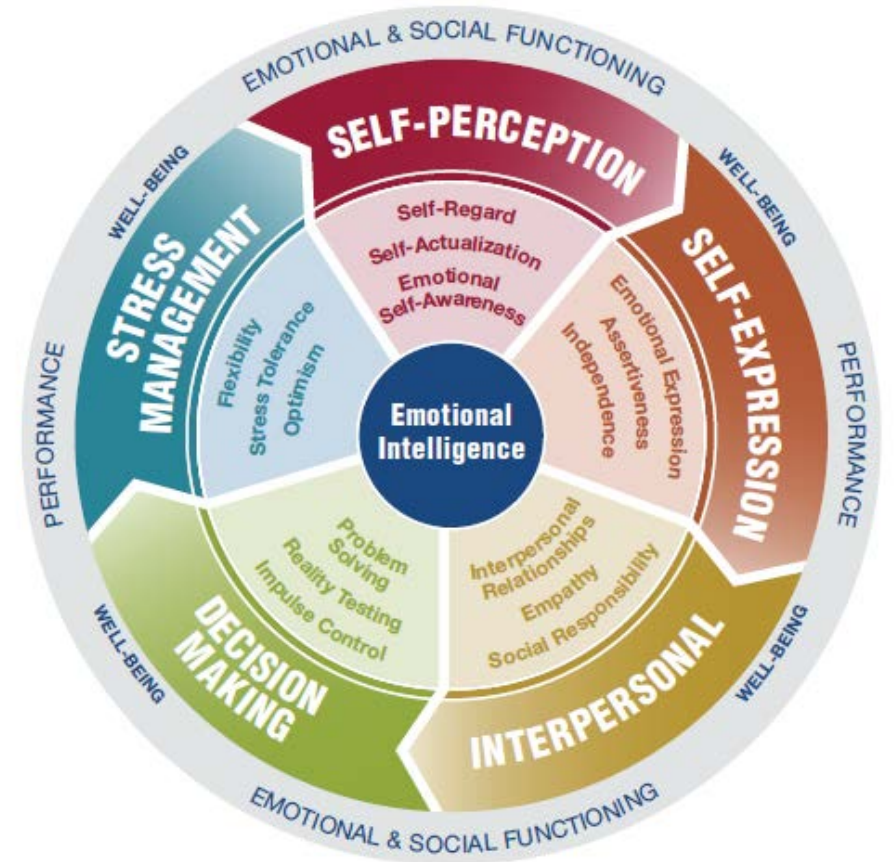 EMOTIONAL & SOCIAL FUNCTIONING
WELL-BEING
WELL-BEING
PERFORMANCE
PERFORMANCE
SELF-PERCEPTION
Self-Regard
Self-Actualization
Emotional
Self-Awareness
SELF-EXPRESSION
Emotional Expression
Assertiveness
Independence
INTERPERSONAL
Interpersonal
Relationships
Empathy
Social Responsibility
DECISION
MAKING
Problem
Solving
Reality Testing
Impulse Control
STRESS
MANAGEMENT
Flexibility
Stress Tolerance
Optimism
Emotional
Intelligence
WELL-BEING
WELL-BEING
EMOTIONAL & SOCIAL FUNCTIONING